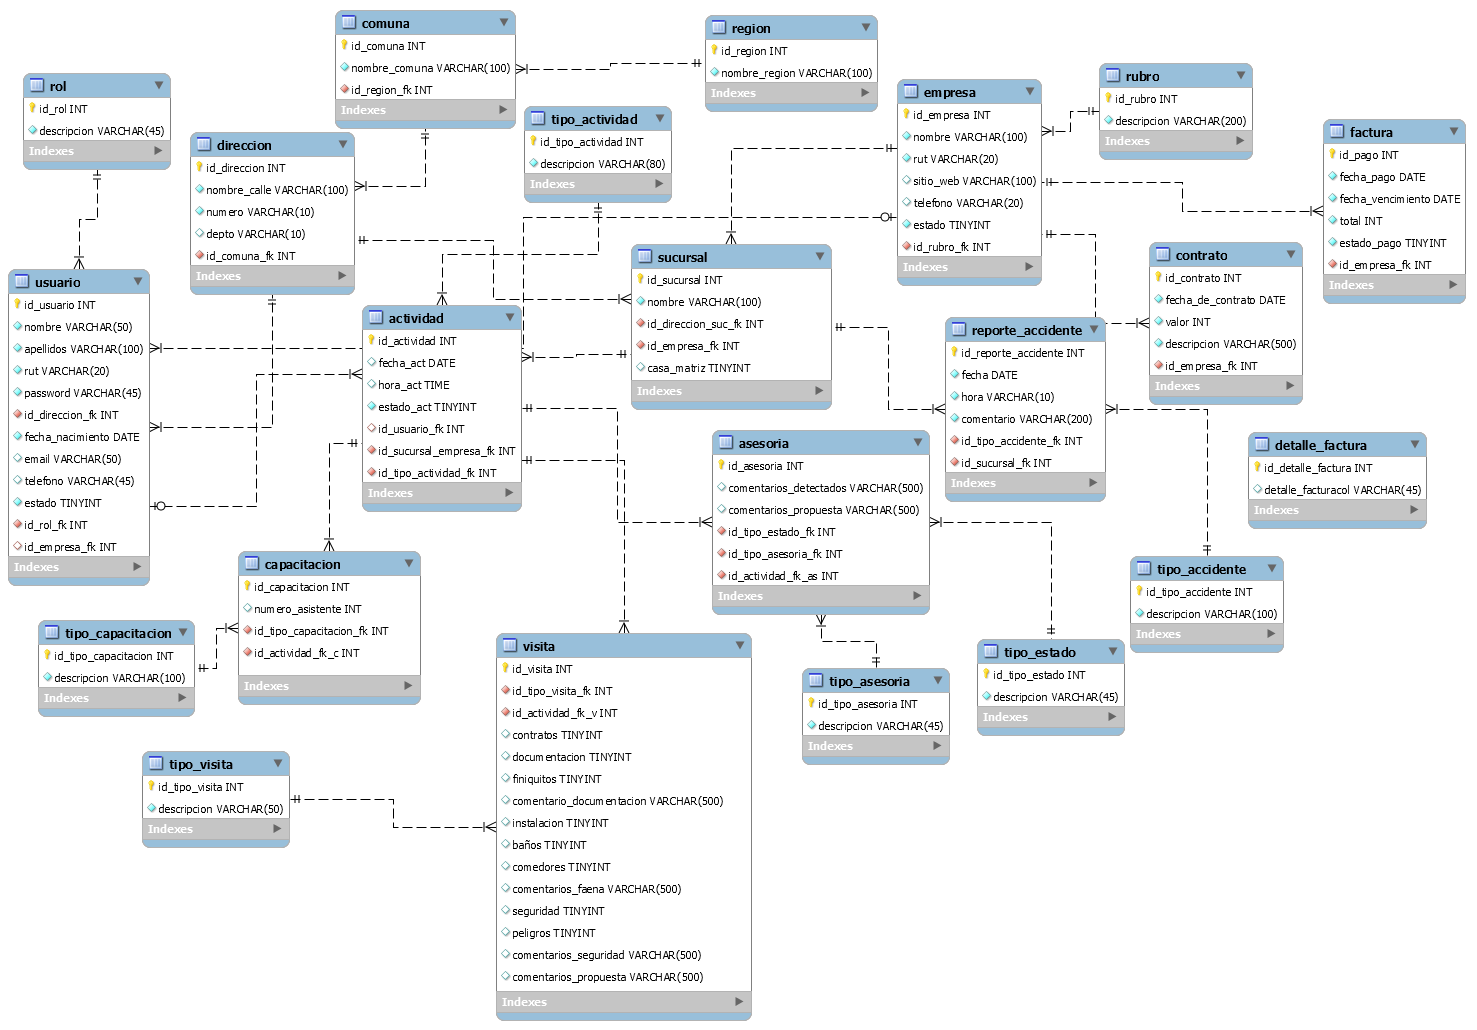 comuna
id_comuna INT
nombre_comuna VARCHAR(100)
id_region_fk INT
Indexes
region
id_region INT
nombre_region VARCHAR(100)
Indexes
rol
id_rol INT
descripcion VARCHAR(45)
Indexes
direccion
id_direccion INT
nombre_calle VARCHAR(100)
numero VARCHAR(10)
depto VARCHAR(10)
id_comuna_fk INT
Indexes
tipo_actividad
id_tipo_actividad INT
descripcion VARCHAR(80)
Indexes
empresa
id_empresa INT
nombre VARCHAR(100)
rut VARCHAR(20)
sitio_web VARCHAR(100)
telefono VARCHAR(20)
estado TINYINT
id_rubro_fk INT
Indexes
rubro
id_rubro INT
descripcion VARCHAR(200)
Indexes
factura
id_pago INT
fecha_pago DATE
fecha_vencimiento DATE
total INT
estado_pago TINYINT
id_empresa_fk INT
Indexes
usuario
id_usuario INT
nombre VARCHAR(50)
apellidos VARCHAR(100)
rut VARCHAR(20)
password VARCHAR(45)
id_direccion_fk INT
fecha_nacimiento DATE
email VARCHAR(50)
telefono VARCHAR(45)
estado TINYINT
id_rol_fk INT
id_empresa_fk INT
Indexes
actividad
id_actividad INT
fecha_act DATE
hora_act TIME
estado_act TINYINT
id_usuario_fk INT
id_sucursal_empresa_fk INT
id_tipo_actividad_fk INT
Indexes
sucursal
id_sucursal INT
nombre VARCHAR(100)
id_direccion_suc_fk INT
id_empresa_fk INT
casa_matriz TINYINT
Indexes
reporte_accidente
id_reporte_accidente INT
fecha DATE
hora VARCHAR(10)
comentario VARCHAR(200)
id_tipo_accidente_fk INT
id_sucursal_fk INT
Indexes
contrato
id_contrato INT
fecha_de_contrato DATE
valor INT
descripcion VARCHAR(500)
id_empresa_fk INT
Indexes
asesoria
id_asesoria INT
comentarios_detectados VARCHAR(500)
comentarios_propuesta VARCHAR(500)
id_tipo_estado_fk INT
id_tipo_asesoria_fk INT
id_actividad_fk_as INT
Indexes
detalle_factura
id_detalle_factura INT
detalle_facturacol VARCHAR(45)
Indexes
capacitacion
id_capacitacion INT
numero_asistente INT
id_tipo_capacitacion_fk INT
id_actividad_fk_c INT
Indexes
tipo_capacitacion
id_tipo_capacitacion INT
descripcion VARCHAR(100)
Indexes
tipo_accidente
id_tipo_accidente INT
descripcion VARCHAR(100)
Indexes
visita
id_visita INT
id_tipo_visita_fk INT
id_actividad_fk_v INT
contratos TINYINT
documentacion TINYINT
finiquitos TINYINT
comentario_documentacion VARCHAR(500)
instalacion TINYINT
baños TINYINT
comedores TINYINT
comentarios_faena VARCHAR(500)
seguridad TINYINT
peligros TINYINT
comentarios_seguridad VARCHAR(500)
comentarios_propuesta VARCHAR(500)
Indexes
tipo_asesoria
id_tipo_asesoria INT
descripcion VARCHAR(45)
Indexes
tipo_estado
id_tipo_estado INT
descripcion VARCHAR(45)
Indexes
tipo_visita
id_tipo_visita INT
descripcion VARCHAR(50)
Indexes